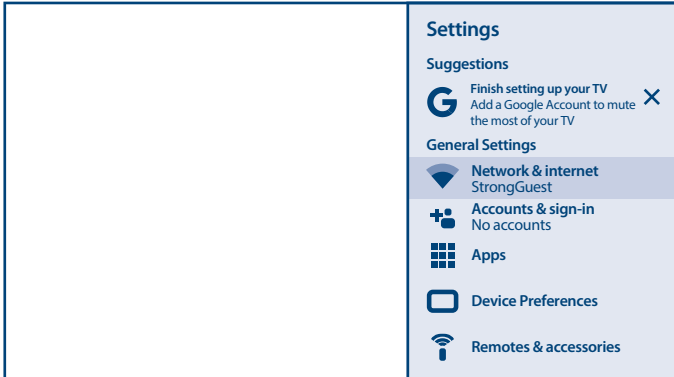 Settings
Suggestions
Finish setting up your TV
Add a Google Account to mute
the most of your TV
General Settings
Network & internet
StrongGuest
Accounts & sign-in
No accounts
Apps
Device Preferences
Remotes & accessories